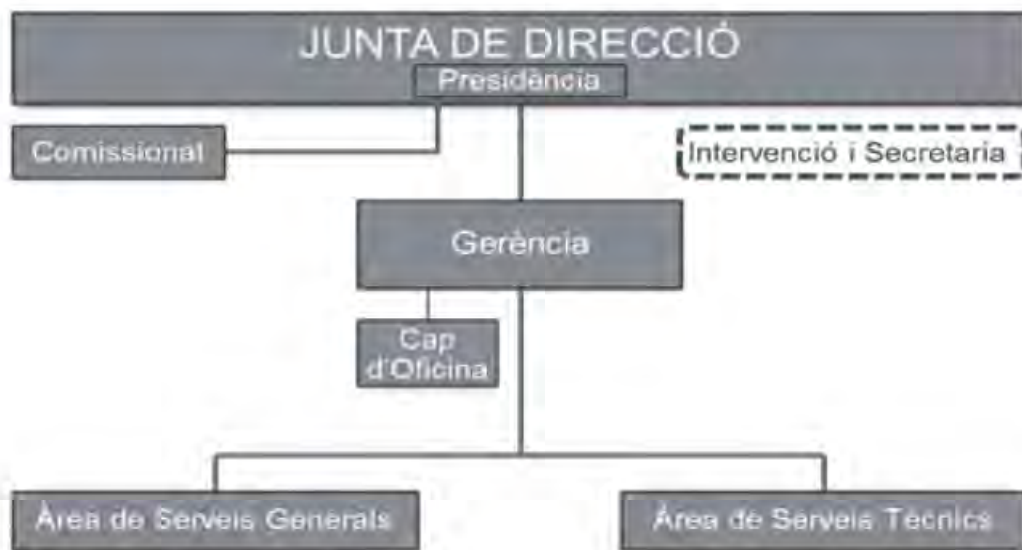 JUNTA DE DIRECCIÓ
Presidència
Comissionat
Intervenció i Secretaria
Gerència
Cap
d'Oficina
Àrea de Serveis Generals
Àrea de Serveis Tècnics